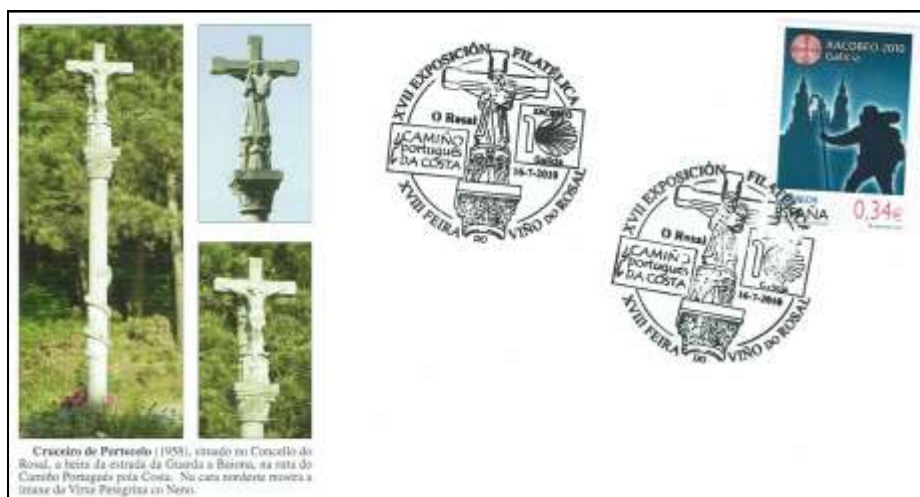 XVII EXPOSICIÓN FILATÉLICA
O Rosal
CAMIÑO
portugués
DA COSTA
XACOBEO
10
Galicia
16-7-2010
XVIII FEIRA DO VIÑO DO ROSAL
XACOBEO 2010
Galicia
ESPAÑA
0,34€
XVII EXPOSICIÓN
O Rosal
CAMIÑO
portugués
DA COSTA
Galicia
16-7-2010
XVIII FEIRA DO VIÑO DO ROSAL
Cruceiro de Portecelo (1958), situado no Concello do
Rosal, a beira da estrada da Guarda a Baiona, na ruta do
Camiño Portugués pola Costa. Na cara nordeste mostra a
imaxe da Virxe Peregrina co Neno.